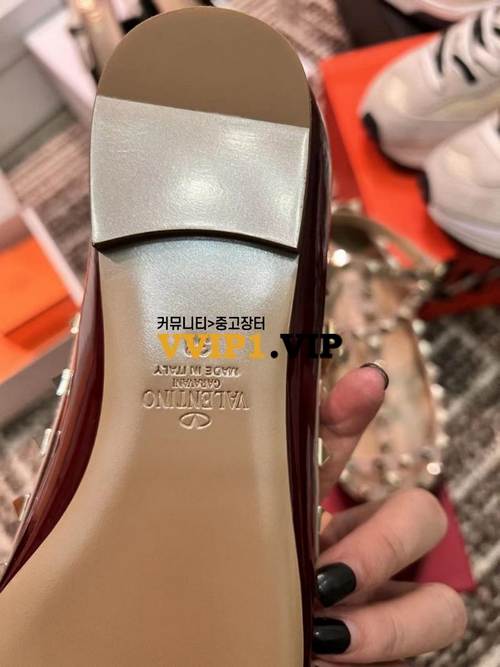 커뮤니티>중고장터
VVIP1.VIP
MADE IN ITALY
GARAVANI
VALENTINO